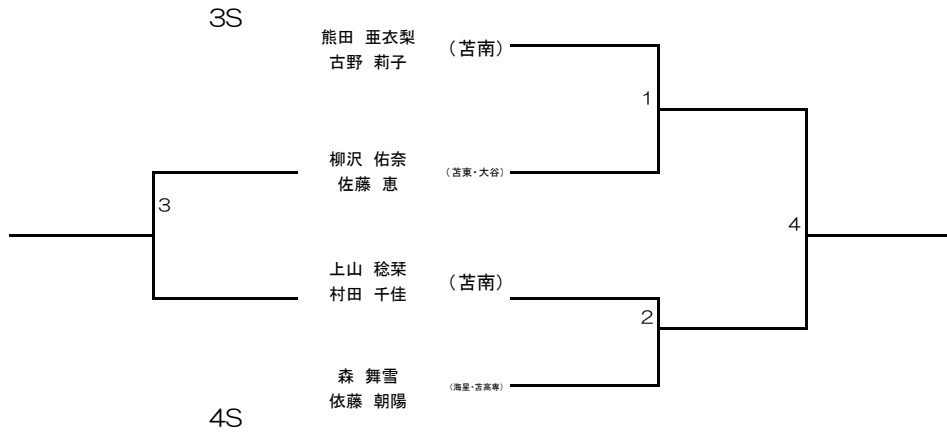 3S
熊田 亜衣梨 (苫南)
古野 莉子
1
柳沢 佑奈 (苫東・大谷)
佐藤 恵
3
4
上山 稔栞 (苫南)
村田 千佳
2
森 舞雪 (海星・苫高専)
依藤 朝陽
4S